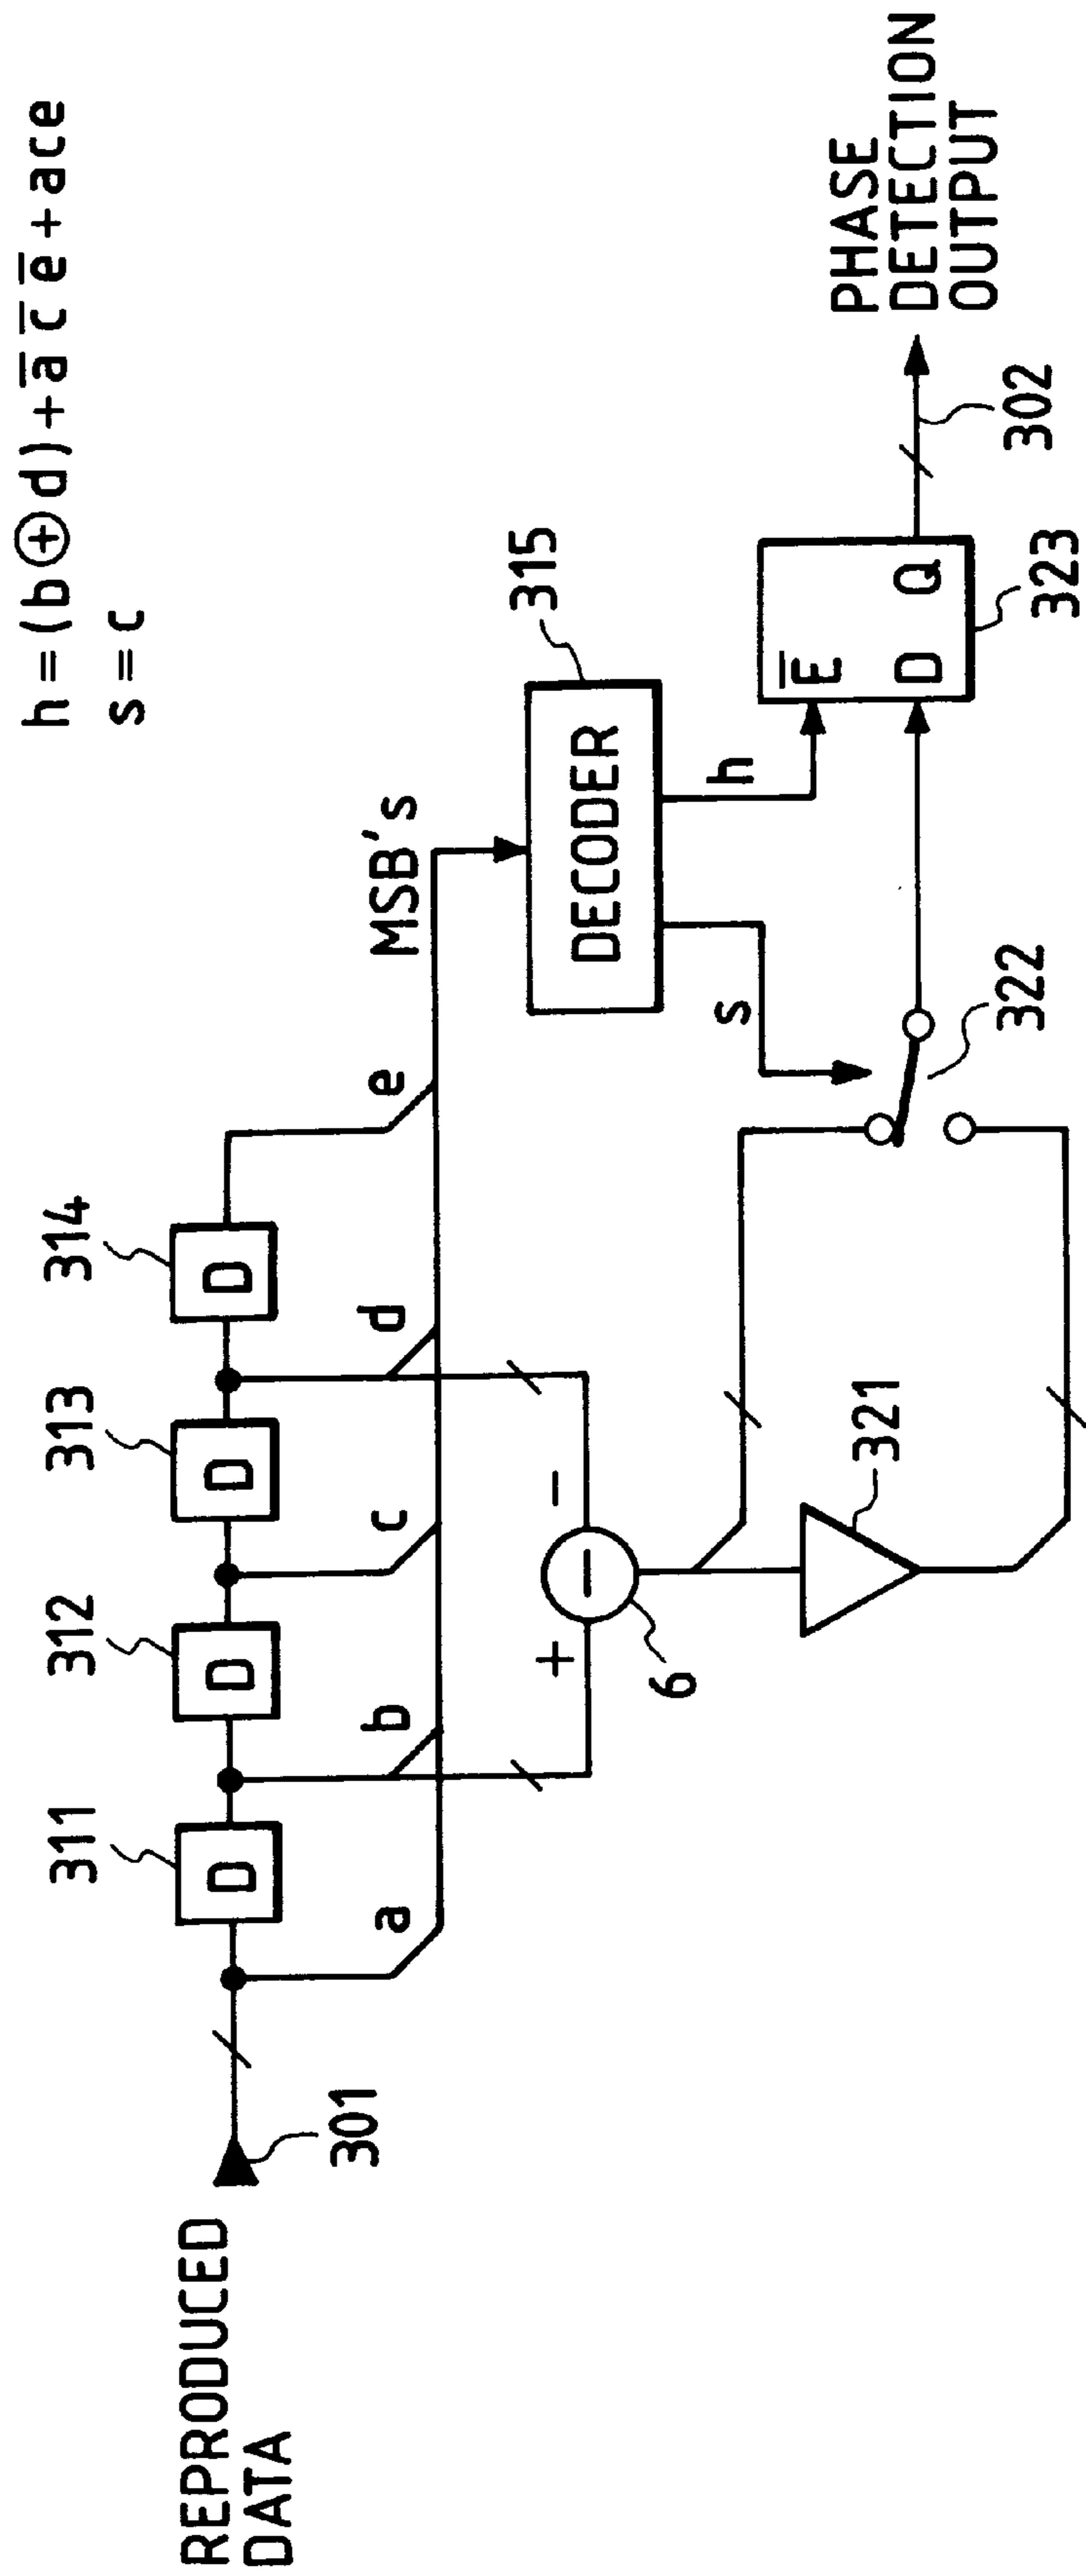 h = (b ⊕ d) + a̅ c̅ e̅ + ace
s = c
311
312
313
314
REPRODUCED
DATA
301
D
D
D
D
a
b
c
d
e
MSB's
315
DECODER
+
−
−
6
s
h
E̅
D
Q
323
PHASE
DETECTION
OUTPUT
302
321
322